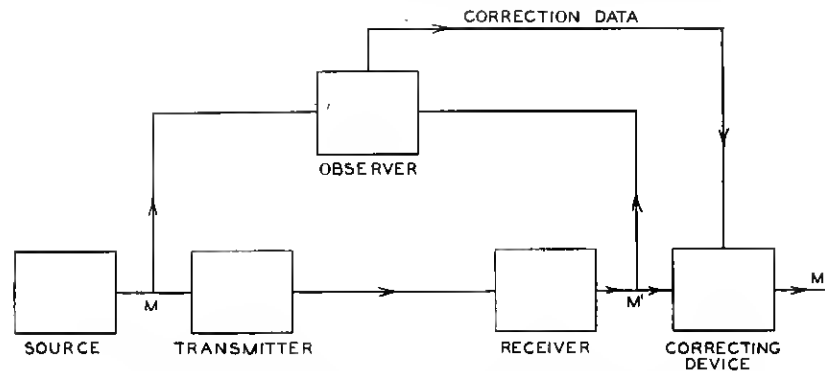 CORRECTION DATA
OBSERVER
M
M'
M
SOURCE
TRANSMITTER
RECEIVER
CORRECTING
DEVICE